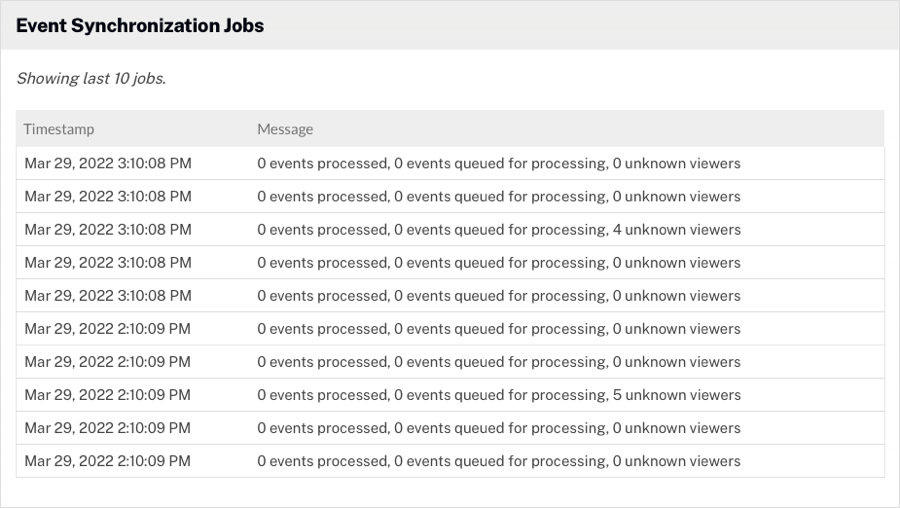 Event Synchronization Jobs
Showing last 10 jobs.
Timestamp Message
Mar 29, 2022 3:10:08 PM 0 events processed, 0 events queued for processing, 0 unknown viewers
Mar 29, 2022 3:10:08 PM 0 events processed, 0 events queued for processing, 0 unknown viewers
Mar 29, 2022 3:10:08 PM 0 events processed, 0 events queued for processing, 4 unknown viewers
Mar 29, 2022 3:10:08 PM 0 events processed, 0 events queued for processing, 0 unknown viewers
Mar 29, 2022 3:10:08 PM 0 events processed, 0 events queued for processing, 0 unknown viewers
Mar 29, 2022 2:10:09 PM 0 events processed, 0 events queued for processing, 0 unknown viewers
Mar 29, 2022 2:10:09 PM 0 events processed, 0 events queued for processing, 0 unknown viewers
Mar 29, 2022 2:10:09 PM 0 events processed, 0 events queued for processing, 5 unknown viewers
Mar 29, 2022 2:10:09 PM 0 events processed, 0 events queued for processing, 0 unknown viewers
Mar 29, 2022 2:10:09 PM 0 events processed, 0 events queued for processing, 0 unknown viewers